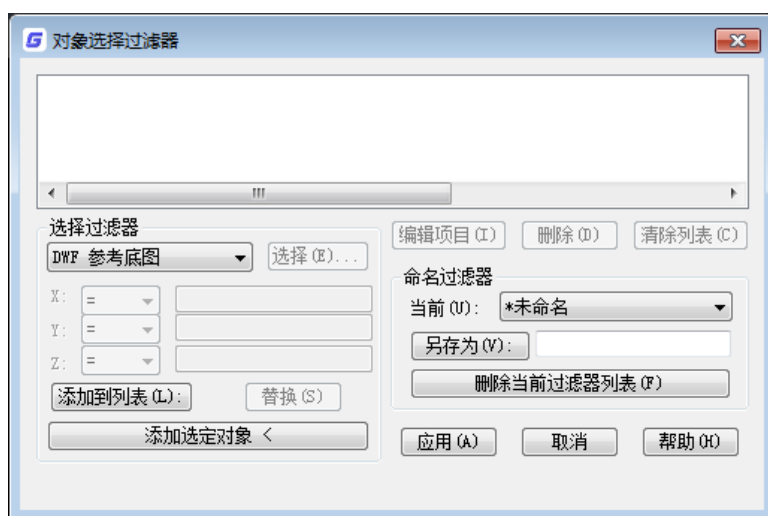 对象选择过滤器
选择过滤器
DWF 参考底图 选择(E)...
X: =
Y: =
Z: =
添加到列表(L): 替换(S)
添加选定对象 <
编辑项目(I) 删除(D) 清除列表(C)
命名过滤器
当前(U): *未命名
另存为(V):
删除当前过滤器列表(F)
应用(A) 取消 帮助(H)